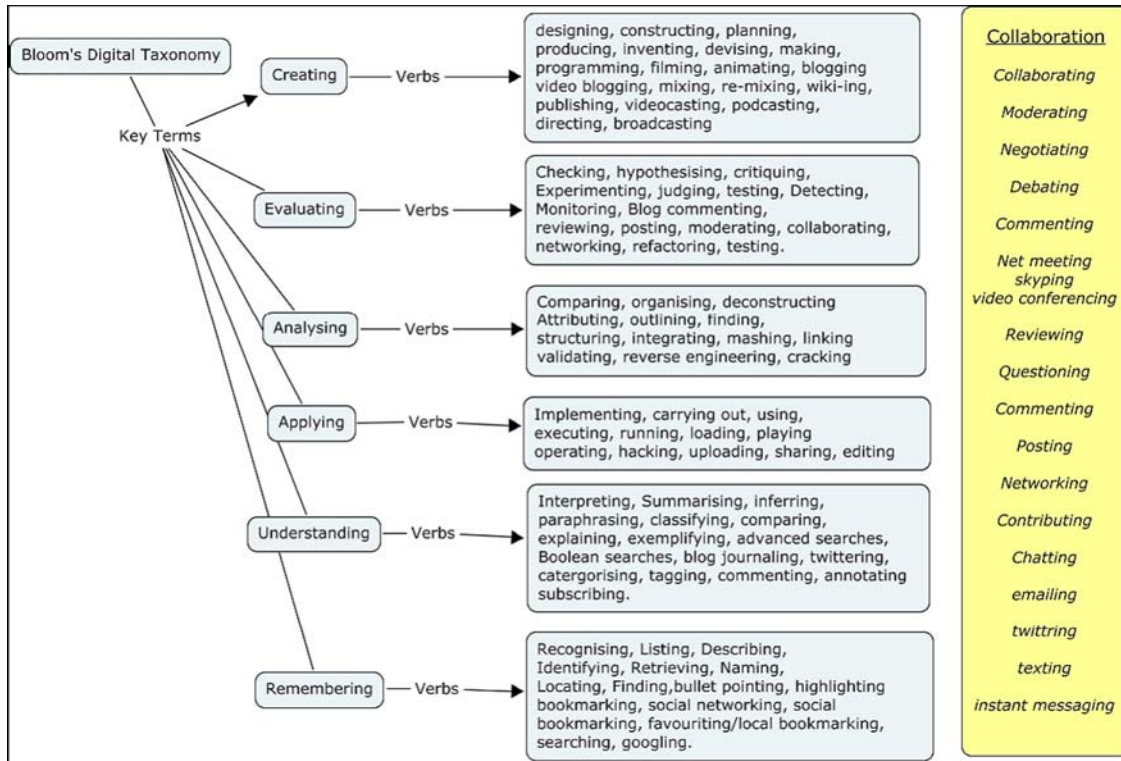 Bloom's Digital Taxonomy
Key Terms
Creating
Verbs
designing, constructing, planning,
producing, inventing, devising, making,
programming, filming, animating, blogging
video blogging, mixing, re-mixing, wiki-ing,
publishing, videocasting, podcasting,
directing, broadcasting
Evaluating
Verbs
Checking, hypothesising, critiquing,
Experimenting, judging, testing, Detecting,
Monitoring, Blog commenting,
reviewing, posting, moderating, collaborating,
networking, refactoring, testing.
Analysing
Verbs
Comparing, organising, deconstructing
Attributing, outlining, finding,
structuring, integrating, mashing, linking
validating, reverse engineering, cracking
Applying
Verbs
Implementing, carrying out, using,
executing, running, loading, playing
operating, hacking, uploading, sharing, editing
Understanding
Verbs
Interpreting, Summarising, inferring,
paraphrasing, classifying, comparing,
explaining, exemplifying, advanced searches,
Boolean searches, blog journaling, twittering,
catergorising, tagging, commenting, annotating
subscribing.
Remembering
Verbs
Recognising, Listing, Describing,
Identifying, Retrieving, Naming,
Locating, Finding,bullet pointing, highlighting
bookmarking, social networking, social
bookmarking, favouriting/local bookmarking,
searching, googling.
Collaboration
Collaborating
Moderating
Negotiating
Debating
Commenting
Net meeting
skyping
video conferencing
Reviewing
Questioning
Commenting
Posting
Networking
Contributing
Chatting
emailing
twittring
texting
instant messaging